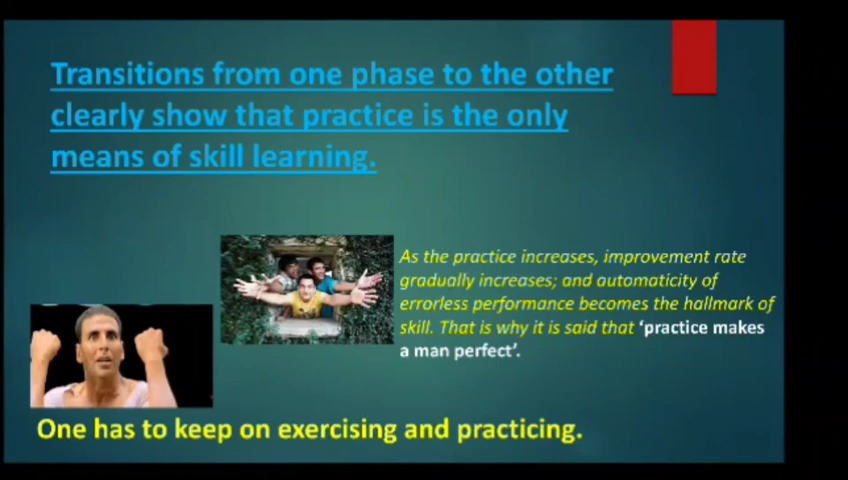 Transitions from one phase to the other
clearly show that practice is the only
means of skill learning.
As the practice increases, improvement rate
gradually increases; and automaticity of
errorless performance becomes the hallmark of
skill. That is why it is said that ‘practice makes
a man perfect’.
One has to keep on exercising and practicing.